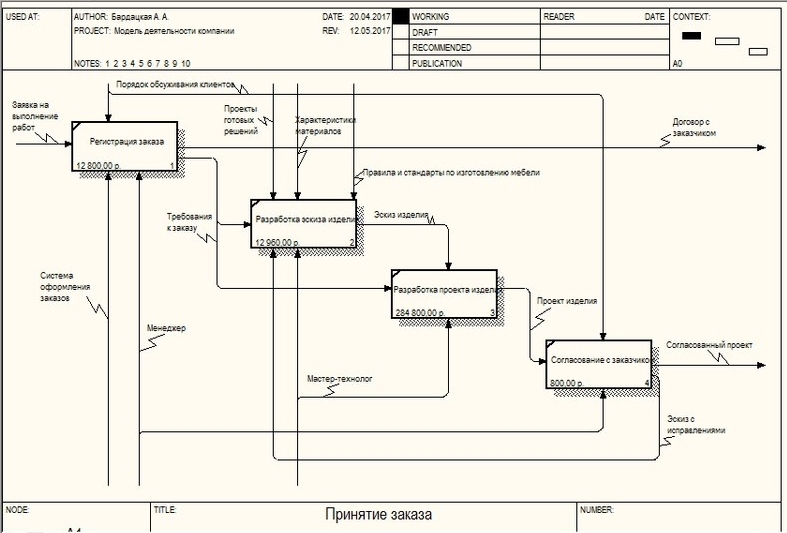 USED AT:
AUTHOR: Бардацкая А. А.
DATE: 20.04.2017
WORKING
READER
DATE
CONTEXT:
PROJECT: Модель деятельности компании
REV: 12.05.2017
DRAFT
RECOMMENDED
NOTES: 1 2 3 4 5 6 7 8 9 10
PUBLICATION
A0
Порядок обсуживания клиентов
Заявка на
выполнение
работ
Регистрация заказа
12 800,00 р.
1
Проекты
готовых
решений
Характеристики
материалов
Договор с
заказчиком
Правила и стандарты по изготовлению мебели
Требования
к заказу
Разработка эскиза изделия
12 960,00 р.
2
Эскиз изделия
Система
оформления
заказов
Разработка проекта изделия
284 800,00 р.
3
Проект изделия
Менеджер
Согласование с заказчико
800,00 р.
4
Согласованный проект
Мастер-технолог
Эскиз с
исправлениями
NODE:
TITLE:
Принятие заказа
NUMBER: